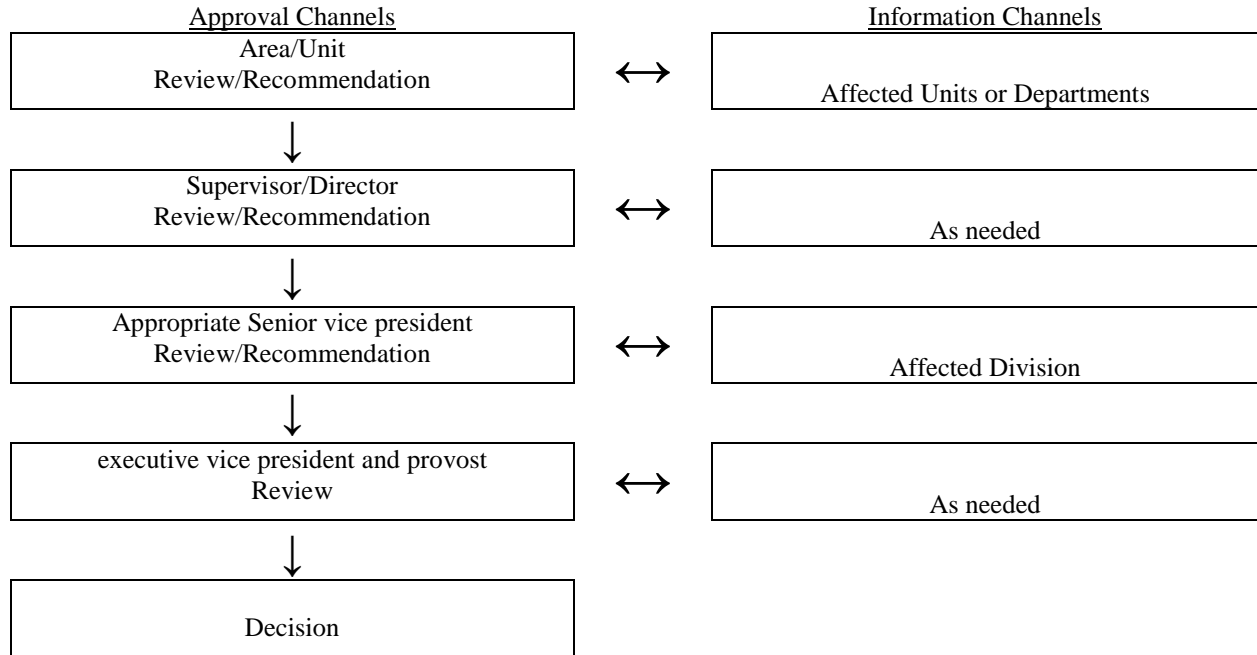 Approval Channels
Information Channels
Area/Unit
Review/Recommendation
Affected Units or Departments
Supervisor/Director
Review/Recommendation
As needed
Appropriate Senior vice president
Review/Recommendation
Affected Division
executive vice president and provost
Review
As needed
Decision